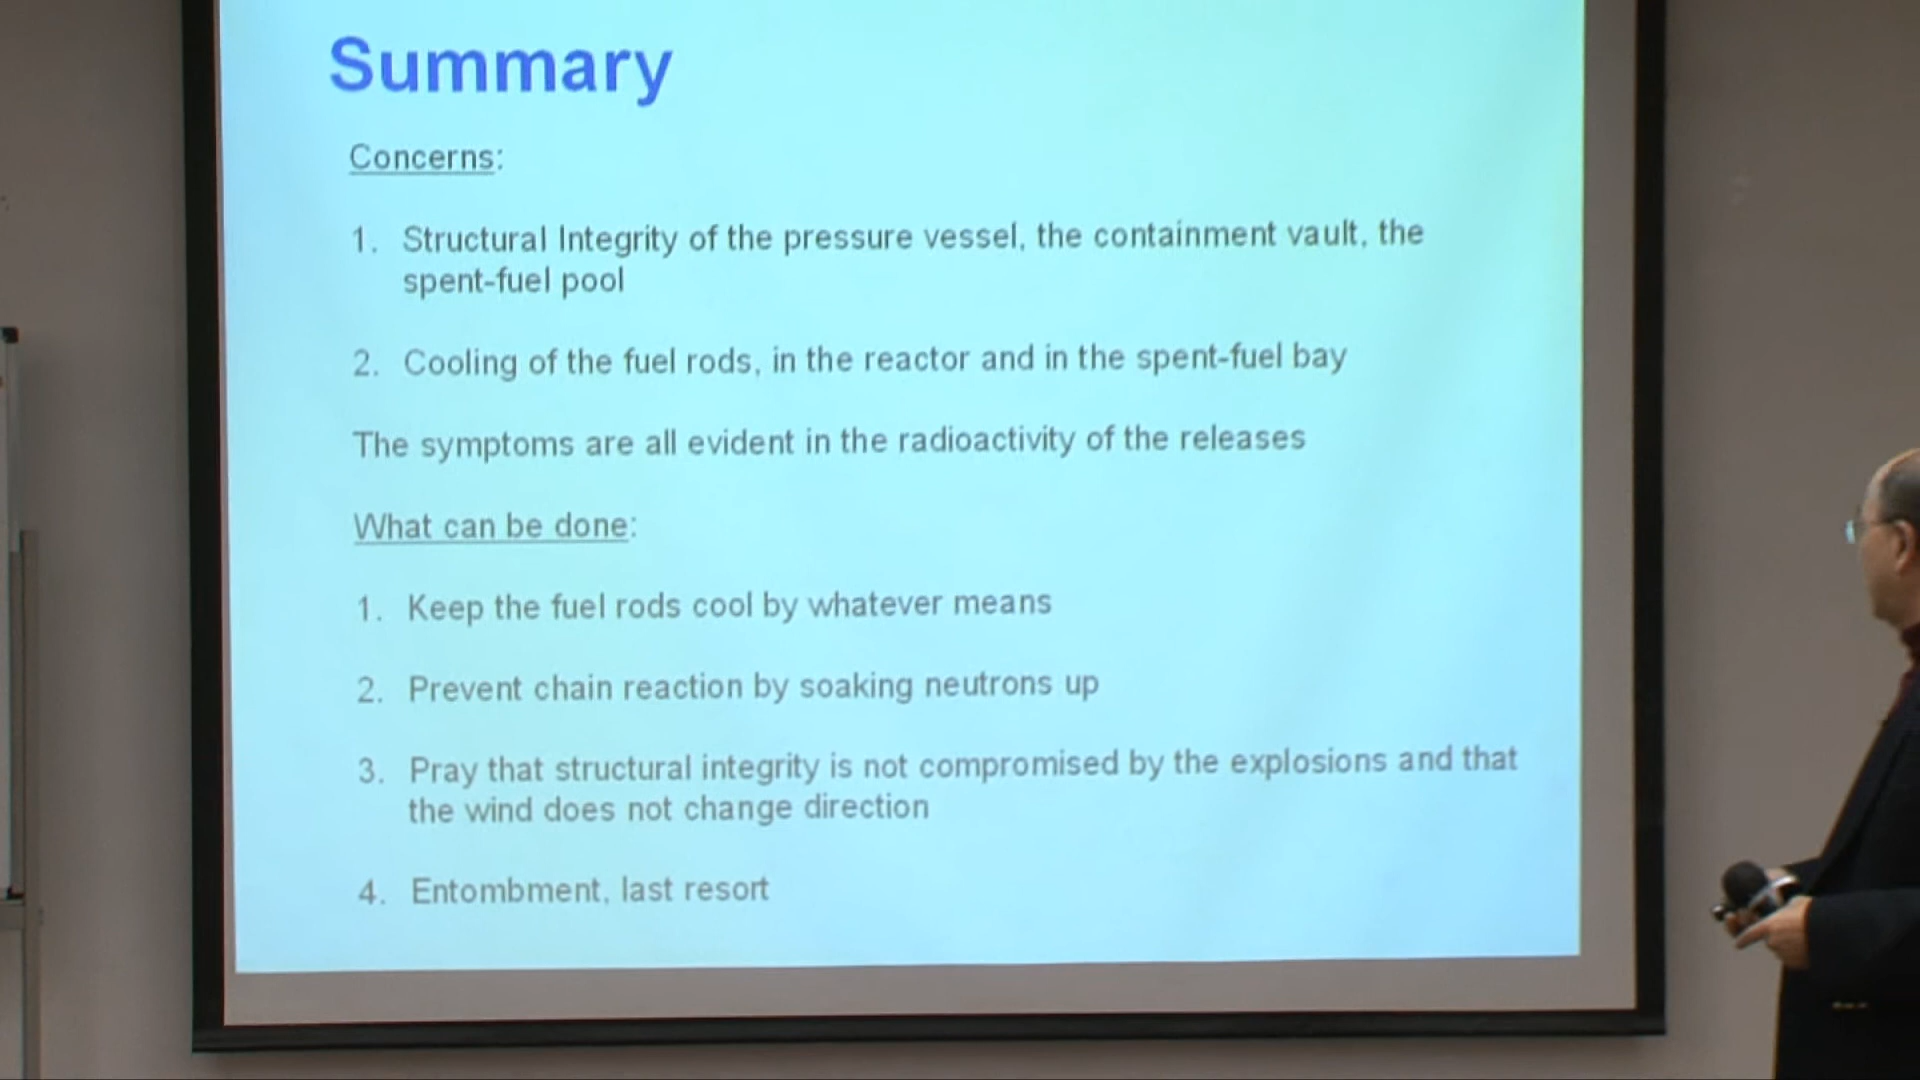 Summary
Concerns:
1. Structural Integrity of the pressure vessel, the containment vault, the
spent-fuel pool
2. Cooling of the fuel rods, in the reactor and in the spent-fuel bay
The symptoms are all evident in the radioactivity of the releases
What can be done:
1. Keep the fuel rods cool by whatever means
2. Prevent chain reaction by soaking neutrons up
3. Pray that structural integrity is not compromised by the explosions and that
the wind does not change direction
4. Entombment, last resort